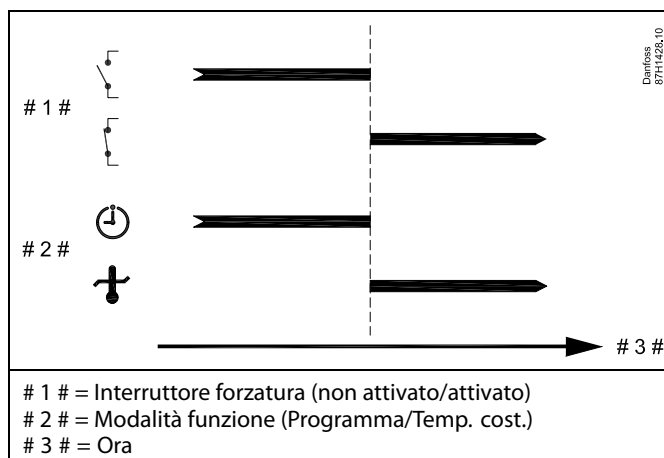 Danfoss
87H1428.10
# 1 #
# 2 #
# 3 #
# 1 # = Interruttore forzatura (non attivato/attivato)
# 2 # = Modalità funzione (Programma/Temp. cost.)
# 3 # = Ora